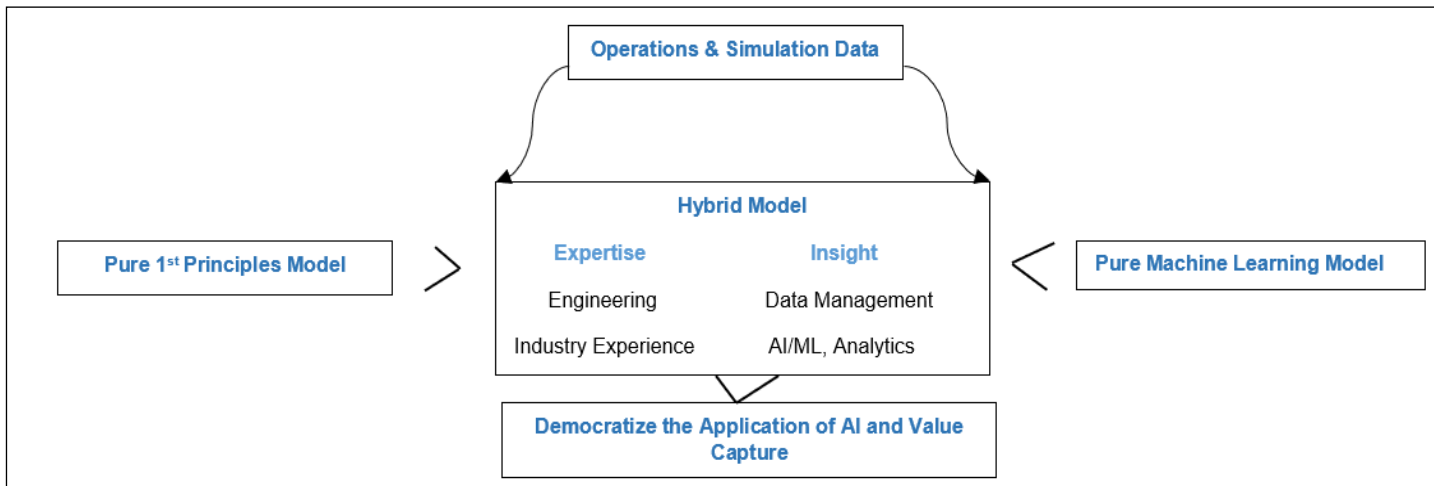 Operations & Simulation Data
Hybrid Model
Pure 1st Principles Model
Expertise
Insight
Pure Machine Learning Model
Engineering
Data Management
Industry Experience
AI/ML, Analytics
Democratize the Application of AI and Value
Capture